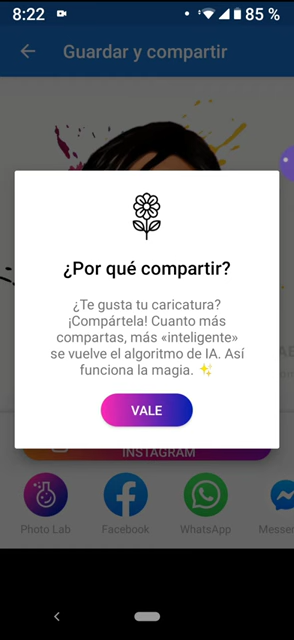 8:22
85 %
Guardar y compartir
¿Por qué compartir?
¿Te gusta tu caricatura?
¡Compártela! Cuanto más
compartas, más «inteligente»
se vuelve el algoritmo de IA. Así
funciona la magia. ✨
VALE
INSTAGRAM
Photo Lab
Facebook
WhatsApp
Messen